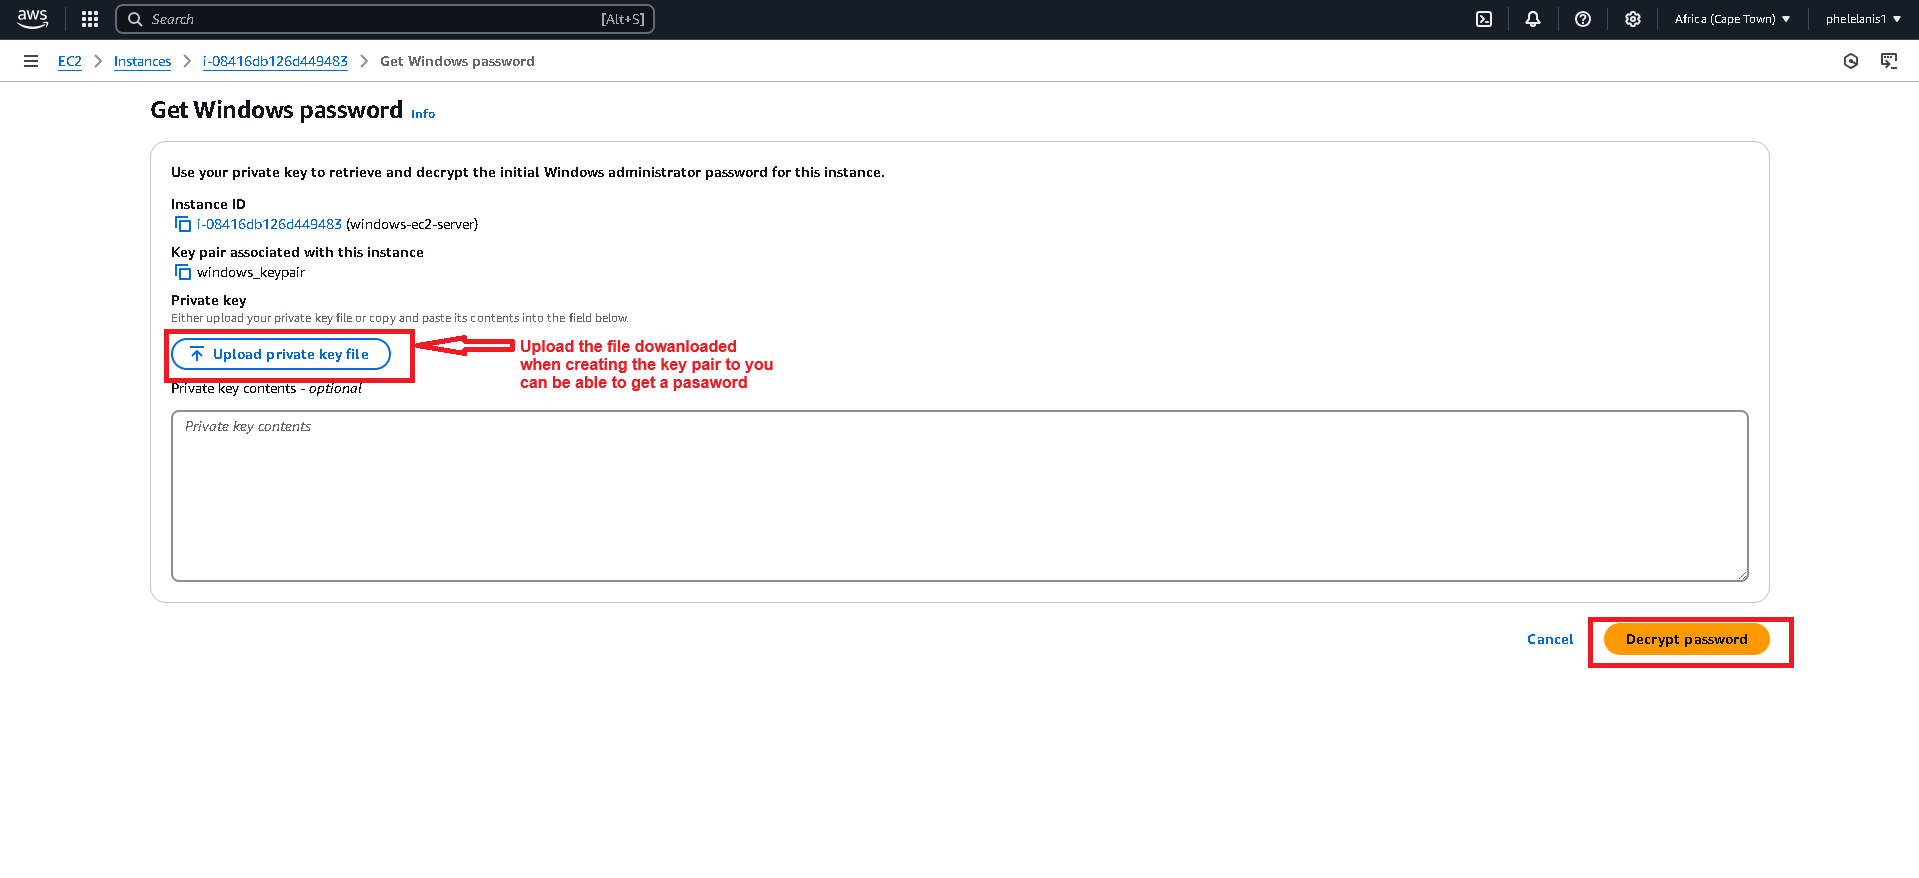 aws Search [Alt+S] Africa (Cape Town) phelelanis1
EC2 Instances i-08416db126d449483 Get Windows password
Get Windows password Info
Use your private key to retrieve and decrypt the initial Windows administrator password for this instance.
Instance ID
i-08416db126d449483 (windows-ec2-server)
Key pair associated with this instance
windows_keypair
Private key
Either upload your private key file or copy and paste its contents into the field below.
Upload private key file
Upload the file dowanloaded
when creating the key pair to you
can be able to get a pasaword
Private key contents - optional
Private key contents
Cancel Decrypt password